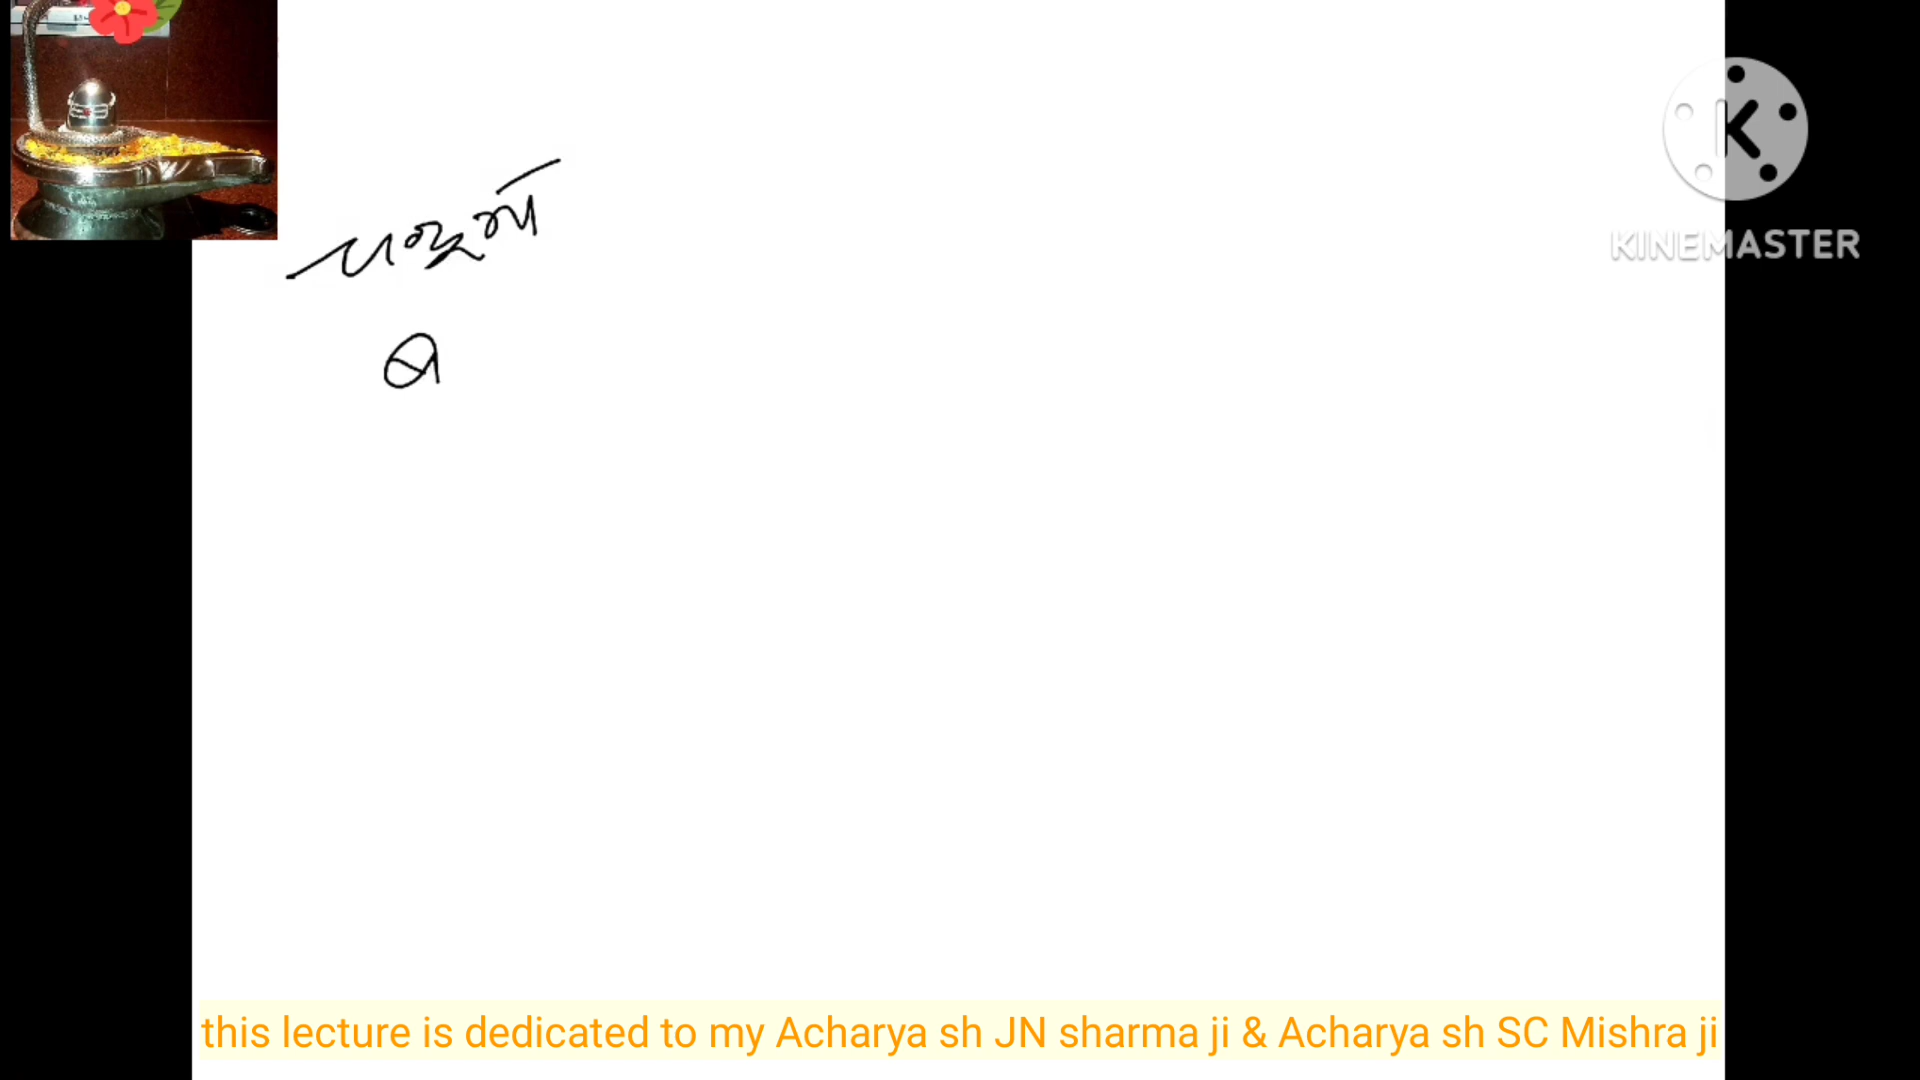 KINEMASTER
ब
this lecture is dedicated to my Acharya sh JN sharma ji & Acharya sh SC Mishra ji